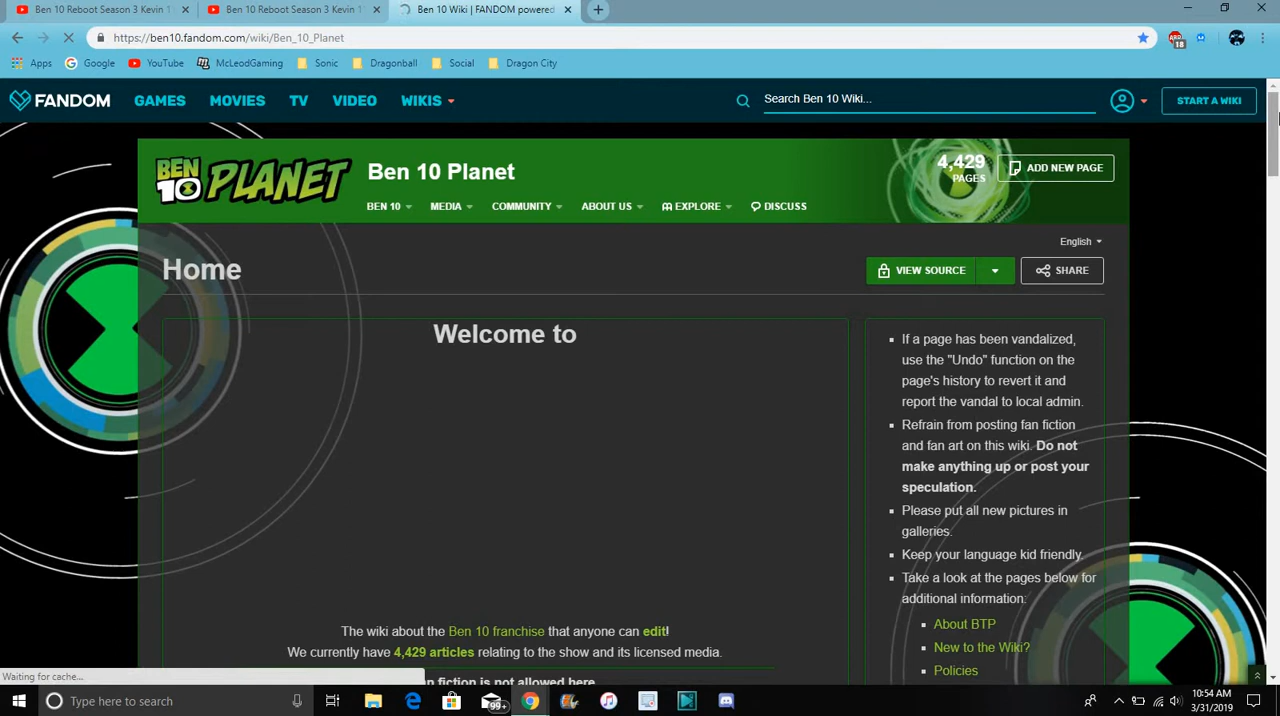 Ben 10 Reboot Season 3 Kevin 1
Ben 10 Reboot Season 3 Kevin 1
Ben 10 Wiki | FANDOM powered
https://ben10.fandom.com/wiki/Ben_10_Planet
18
Apps
Google
YouTube
McLeodGaming
Sonic
Dragonball
Social
Dragon City
FANDOM
GAMES
MOVIES
TV
VIDEO
WIKIS
Search Ben 10 Wiki...
START A WIKI
BEN 10 PLANET
Ben 10 Planet
4,429
PAGES
ADD NEW PAGE
BEN 10
MEDIA
COMMUNITY
ABOUT US
EXPLORE
DISCUSS
English
Home
VIEW SOURCE
SHARE
Welcome to
The wiki about the Ben 10 franchise that anyone can edit!
We currently have 4,429 articles relating to the show and its licensed media.
fiction is not allowed here
If a page has been vandalized,
use the "Undo" function on the
page's history to revert it and
report the vandal to local admin.
Refrain from posting fan fiction
and fan art on this wiki. Do not
make anything up or post your
speculation.
Please put all new pictures in
galleries.
Keep your language kid friendly.
Take a look at the pages below for
additional information:
About BTP
New to the Wiki?
Policies
Waiting for cache...
Type here to search
99+
10:54 AM
3/31/2019